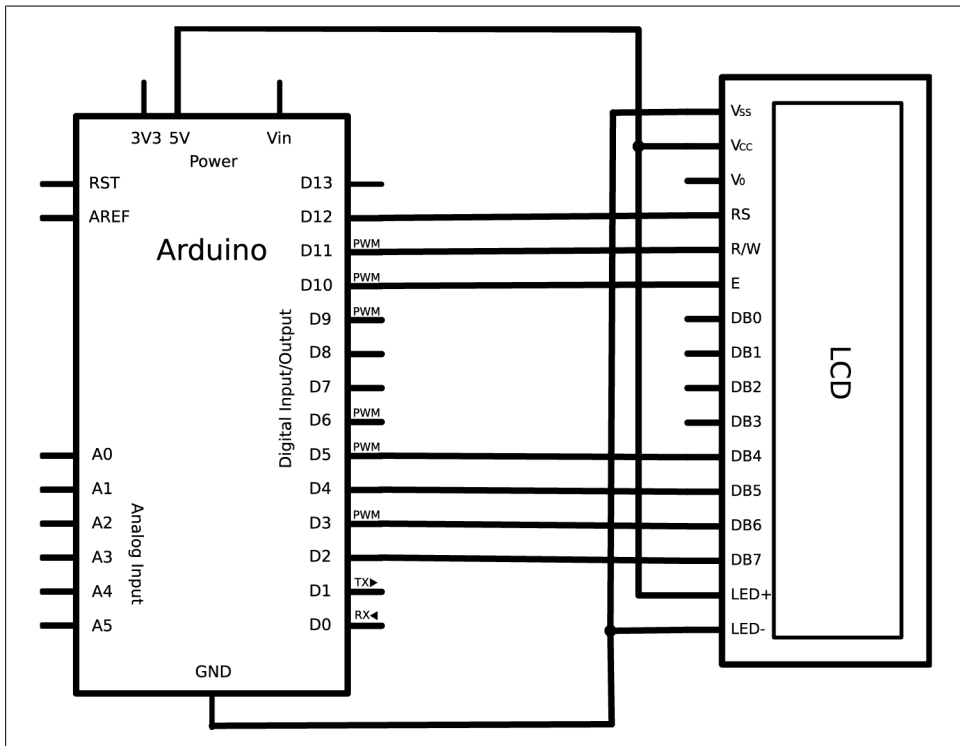 3V3 5V Vin
Power
RST
AREF
Arduino
A0
A1
A2
A3
A4
A5
Analog Input
Digital Input/Output
D13
D12
D11 PWM
D10 PWM
D9 PWM
D8
D7
D6 PWM
D5 PWM
D4
D3 PWM
D2
D1 TX▶
D0 RX◀
GND
Vss
Vcc
V0
RS
R/W
E
DB0
DB1
DB2
DB3
DB4
DB5
DB6
DB7
LED+
LED-
LCD